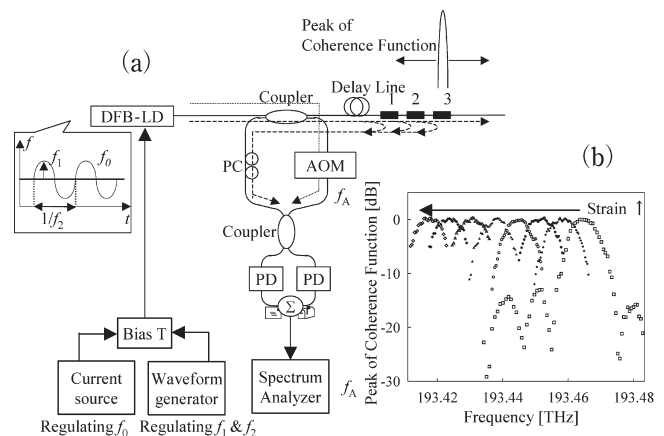 Peak of
Coherence Function
(a)
Delay Line
Coupler
1 2 3
DFB-LD
f
f1
f0
1/f2
t
PC
AOM
fA
Coupler
PD
PD
Σ
Bias T
Current
source
Waveform
generator
Spectrum
Analyzer
fA
Regulating f0
Regulating f1 & f2
(b)
Strain ↑
Peak of Coherence Function [dB]
0
-10
-20
-30
193.42 193.44 193.46 193.48
Frequency [THz]